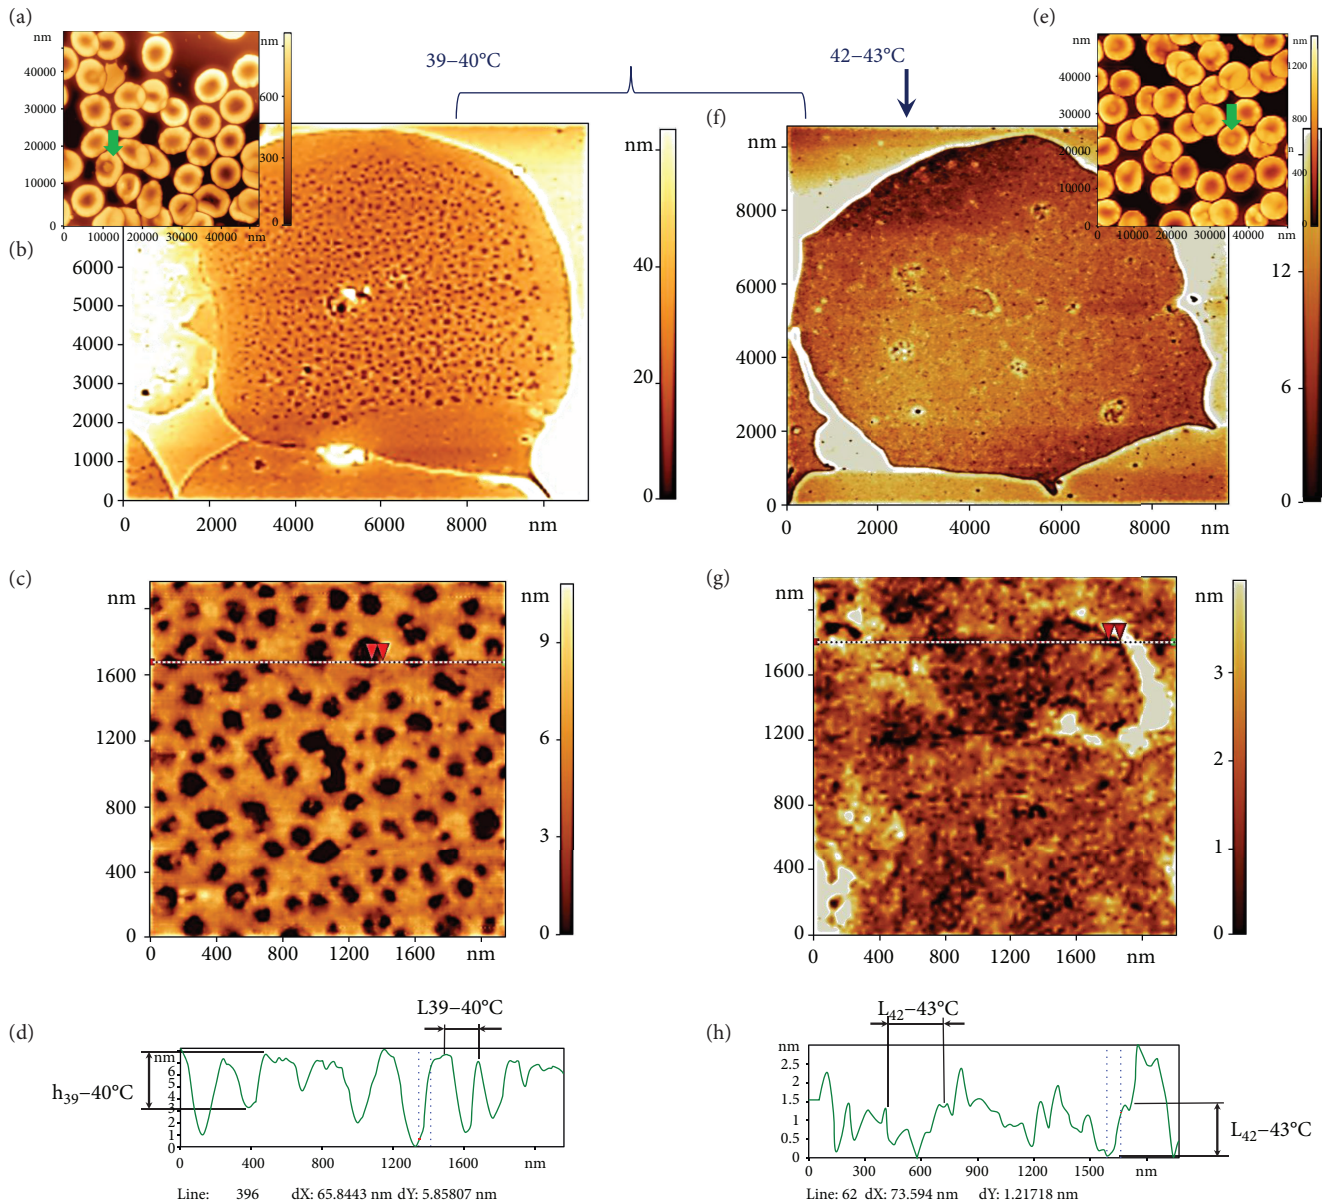 (a)
nm
40000
30000
20000
10000
0
0 10000 20000 30000 40000 nm
nm
600
300
0
39–40°C
42–43°C
(e)
nm
40000
30000
20000
10000
0
10000 20000 30000 40000 nm
nm
1200
800
n
400
0
(b)
6000
5000
4000
3000
2000
1000
0
0 2000 4000 6000 8000 nm
nm
40
20
0
(f)
nm
8000
6000
4000
2000
0
0 2000 4000 6000 8000 nm
12
6
0
(c)
nm
1600
1200
800
400
0
0 400 800 1200 1600 nm
nm
9
6
3
0
(g)
nm
1600
1200
800
400
0
0 400 800 1200 1600 nm
nm
3
2
1
0
(d)
L39–40°C
h39–40°C
nm
6
5
4
3
2
1
0
0 400 800 1200 1600 nm
Line: 396 dX: 65.8443 nm dY: 5.85807 nm
(h)
L42–43°C
nm
2.5
2
1.5
1
0.5
0
0 300 600 900 1200 1500 nm
L42–43°C
Line: 62 dX: 73.594 nm dY: 1.21718 nm